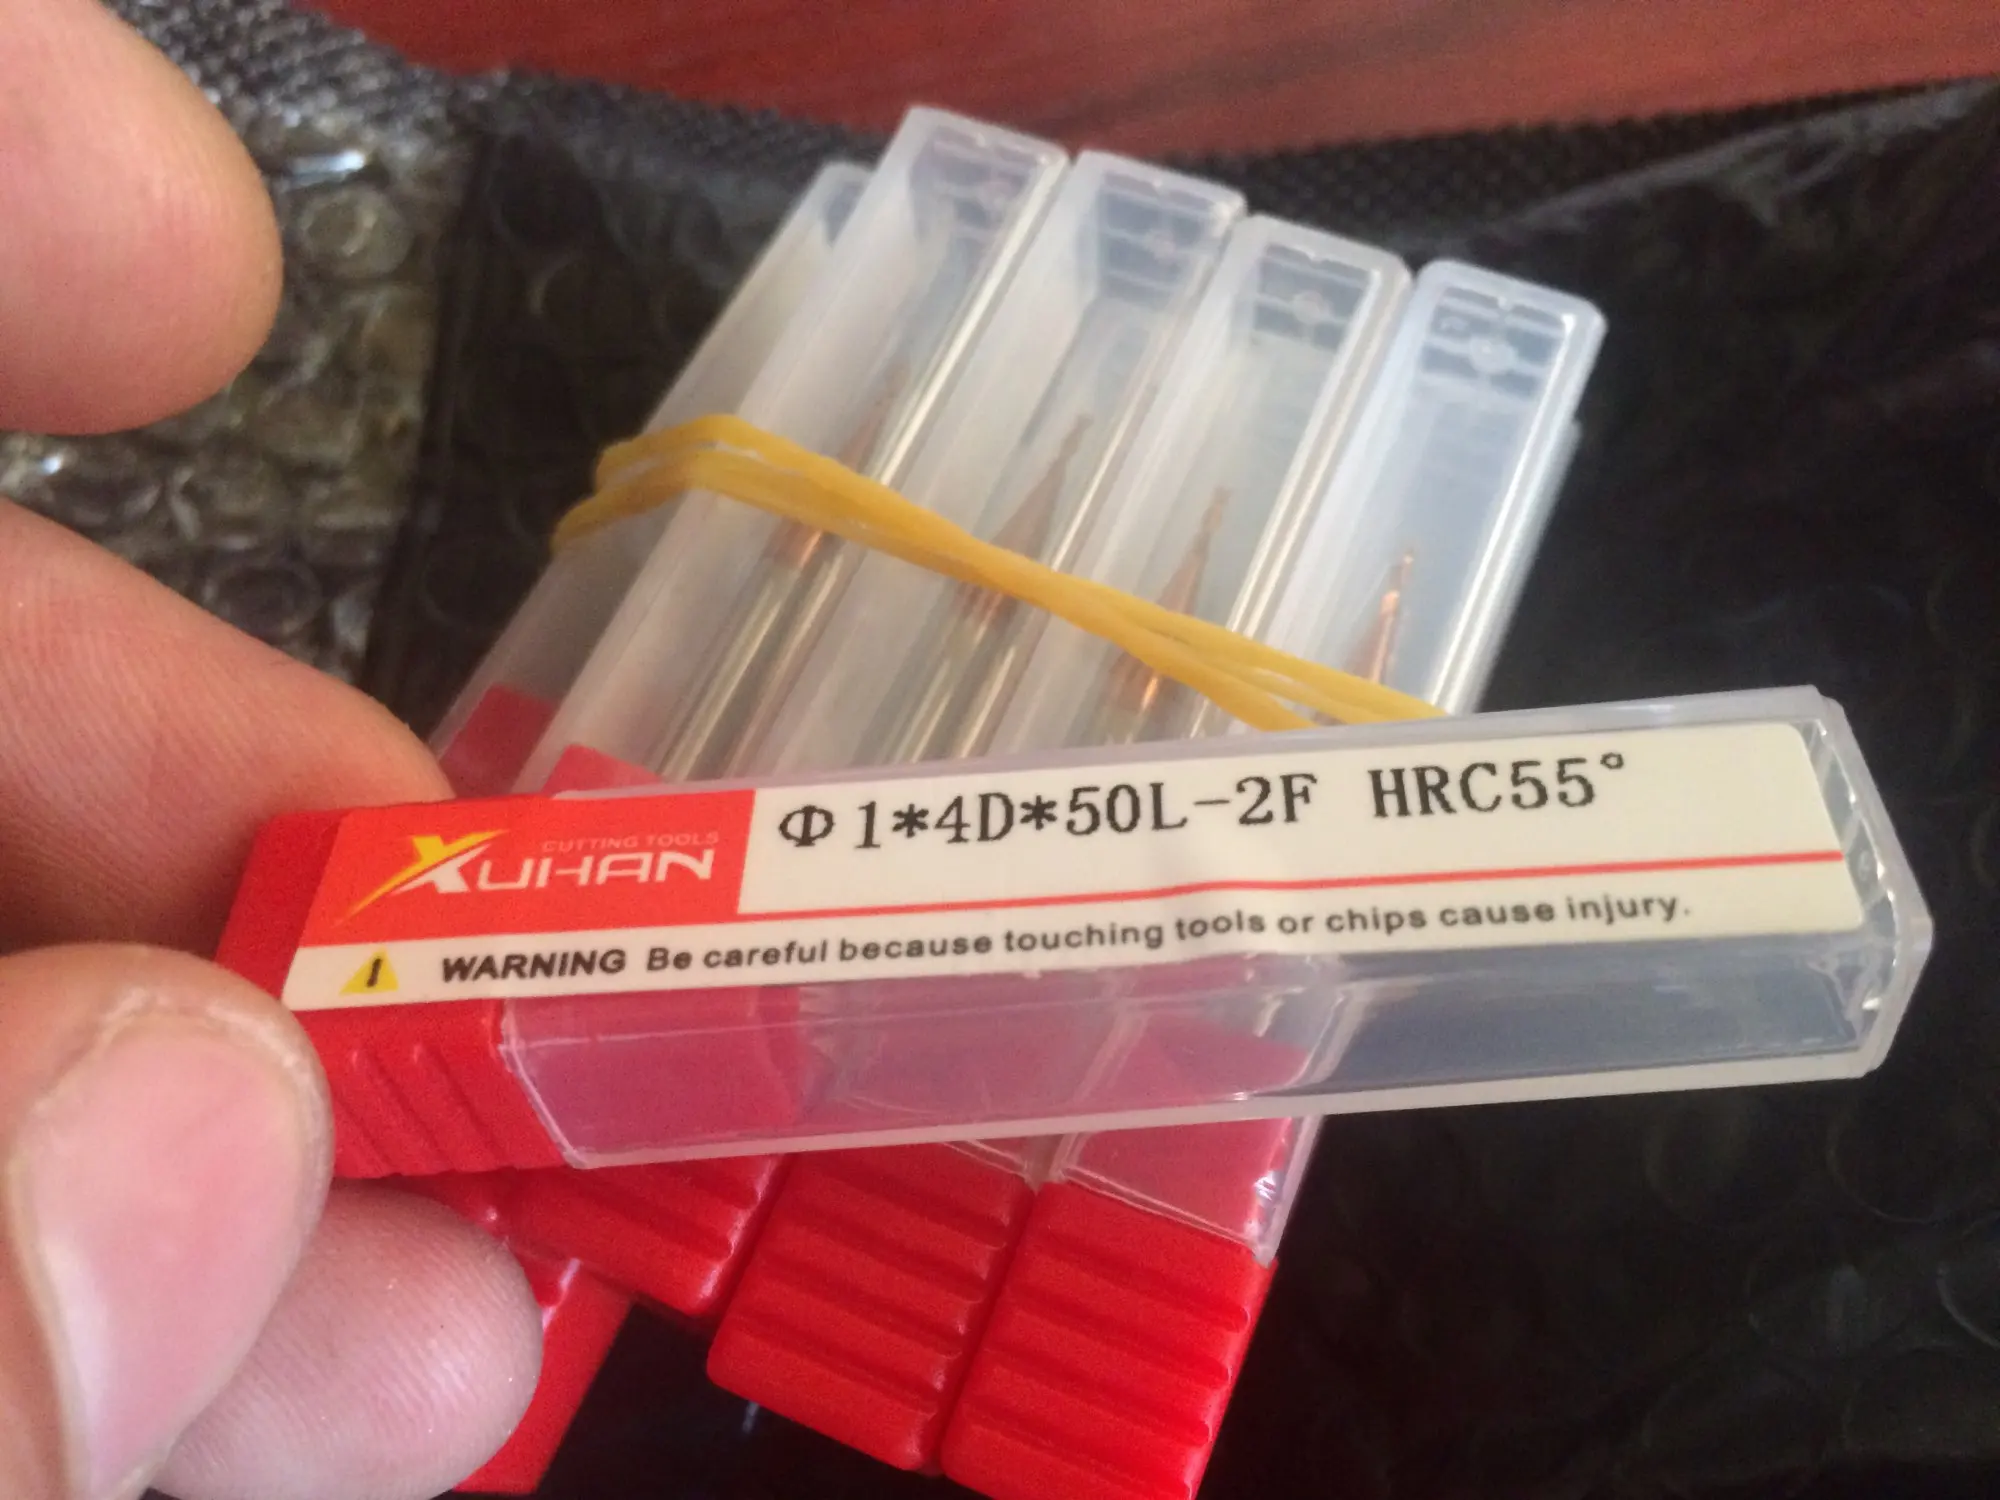 CUTTING TOOLS
XUHAN
Φ1*4D*50L-2F HRC55°
WARNING Be careful because touching tools or chips cause injury.